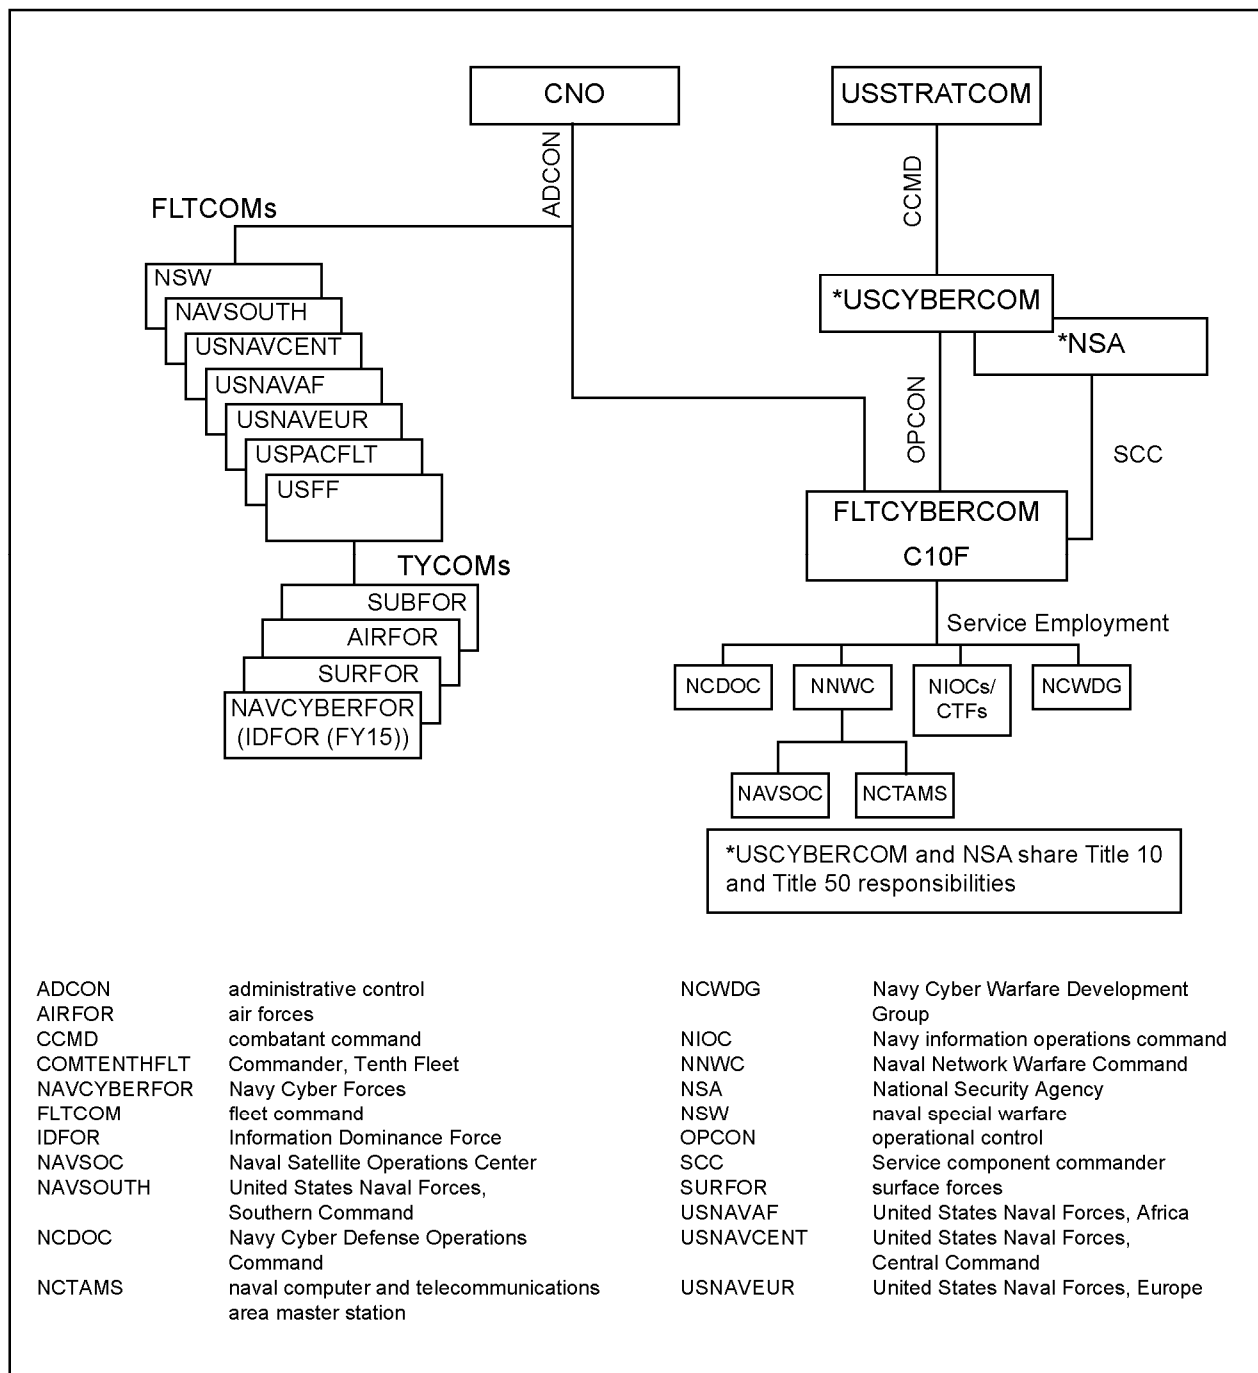 CNO
USSTRATCOM
ADCON
CCMD
FLTCOMs
NSW
NAVSOUTH
USNAVCENT
USNAVAF
USNAVEUR
USPACFLT
USFF
*USCYBERCOM
*NSA
OPCON
SCC
FLTCYBERCOM
C10F
TYCOMs
SUBFOR
AIRFOR
SURFOR
NAVCYBERFOR
(IDFOR (FY15))
Service Employment
NCDOC
NNWC
NIOCs/
CTFs
NCWDG
NAVSOC
NCTAMS
*USCYBERCOM and NSA share Title 10
and Title 50 responsibilities
ADCON administrative control
AIRFOR air forces
CCMD combatant command
COMTENTHFLT Commander, Tenth Fleet
NAVCYBERFOR Navy Cyber Forces
FLTCOM fleet command
IDFOR Information Dominance Force
NAVSOC Naval Satellite Operations Center
NAVSOUTH United States Naval Forces,
Southern Command
NCDOC Navy Cyber Defense Operations
Command
NCTAMS naval computer and telecommunications
area master station
NCWDG Navy Cyber Warfare Development
Group
NIOC Navy information operations command
NNWC Naval Network Warfare Command
NSA National Security Agency
NSW naval special warfare
OPCON operational control
SCC Service component commander
SURFOR surface forces
USNAVAF United States Naval Forces, Africa
USNAVCENT United States Naval Forces,
Central Command
USNAVEUR United States Naval Forces, Europe